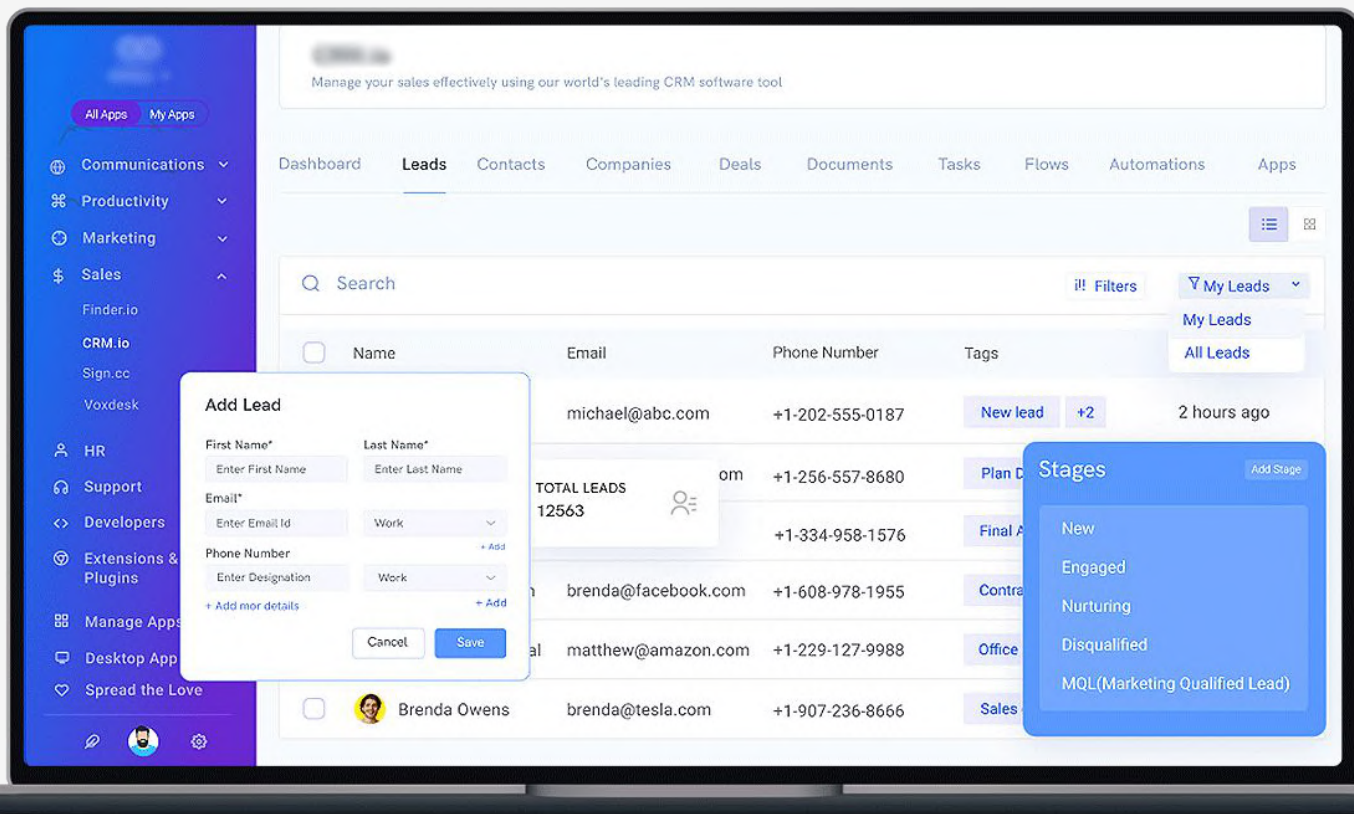 Manage your sales effectively using our world's leading CRM software tool
All Apps My Apps
Communications
Productivity
Marketing
Sales
Finder.io
CRM.io
Sign.cc
Voxdesk
HR
Support
Developers
Extensions &
Plugins
Manage Apps
Desktop App
Spread the Love
Dashboard Leads Contacts Companies Deals Documents Tasks Flows Automations Apps
Search
Filters
My Leads
My Leads
All Leads
Name Email Phone Number Tags
michael@abc.com +1-202-555-0187 New lead +2 2 hours ago
om +1-256-557-8680 Plan D
+1-334-958-1576 Final A
brenda@facebook.com +1-608-978-1955 Contra
al matthew@amazon.com +1-229-127-9988 Office
Brenda Owens brenda@tesla.com +1-907-236-8666 Sales
Add Lead
First Name* Last Name*
Enter First Name Enter Last Name
Email*
Enter Email Id Work
+ Add
Phone Number
Enter Designation Work
+ Add mor details + Add
Cancel Save
TOTAL LEADS
12563
Stages Add Stage
New
Engaged
Nurturing
Disqualified
MQL(Marketing Qualified Lead)